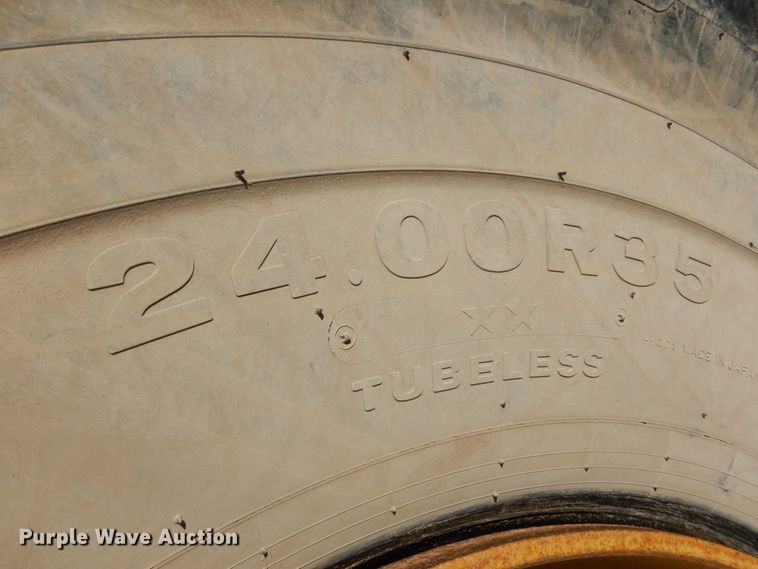 24.00R35
XX
TUBELESS
MADE IN JAPAN
Purple Wave Auction